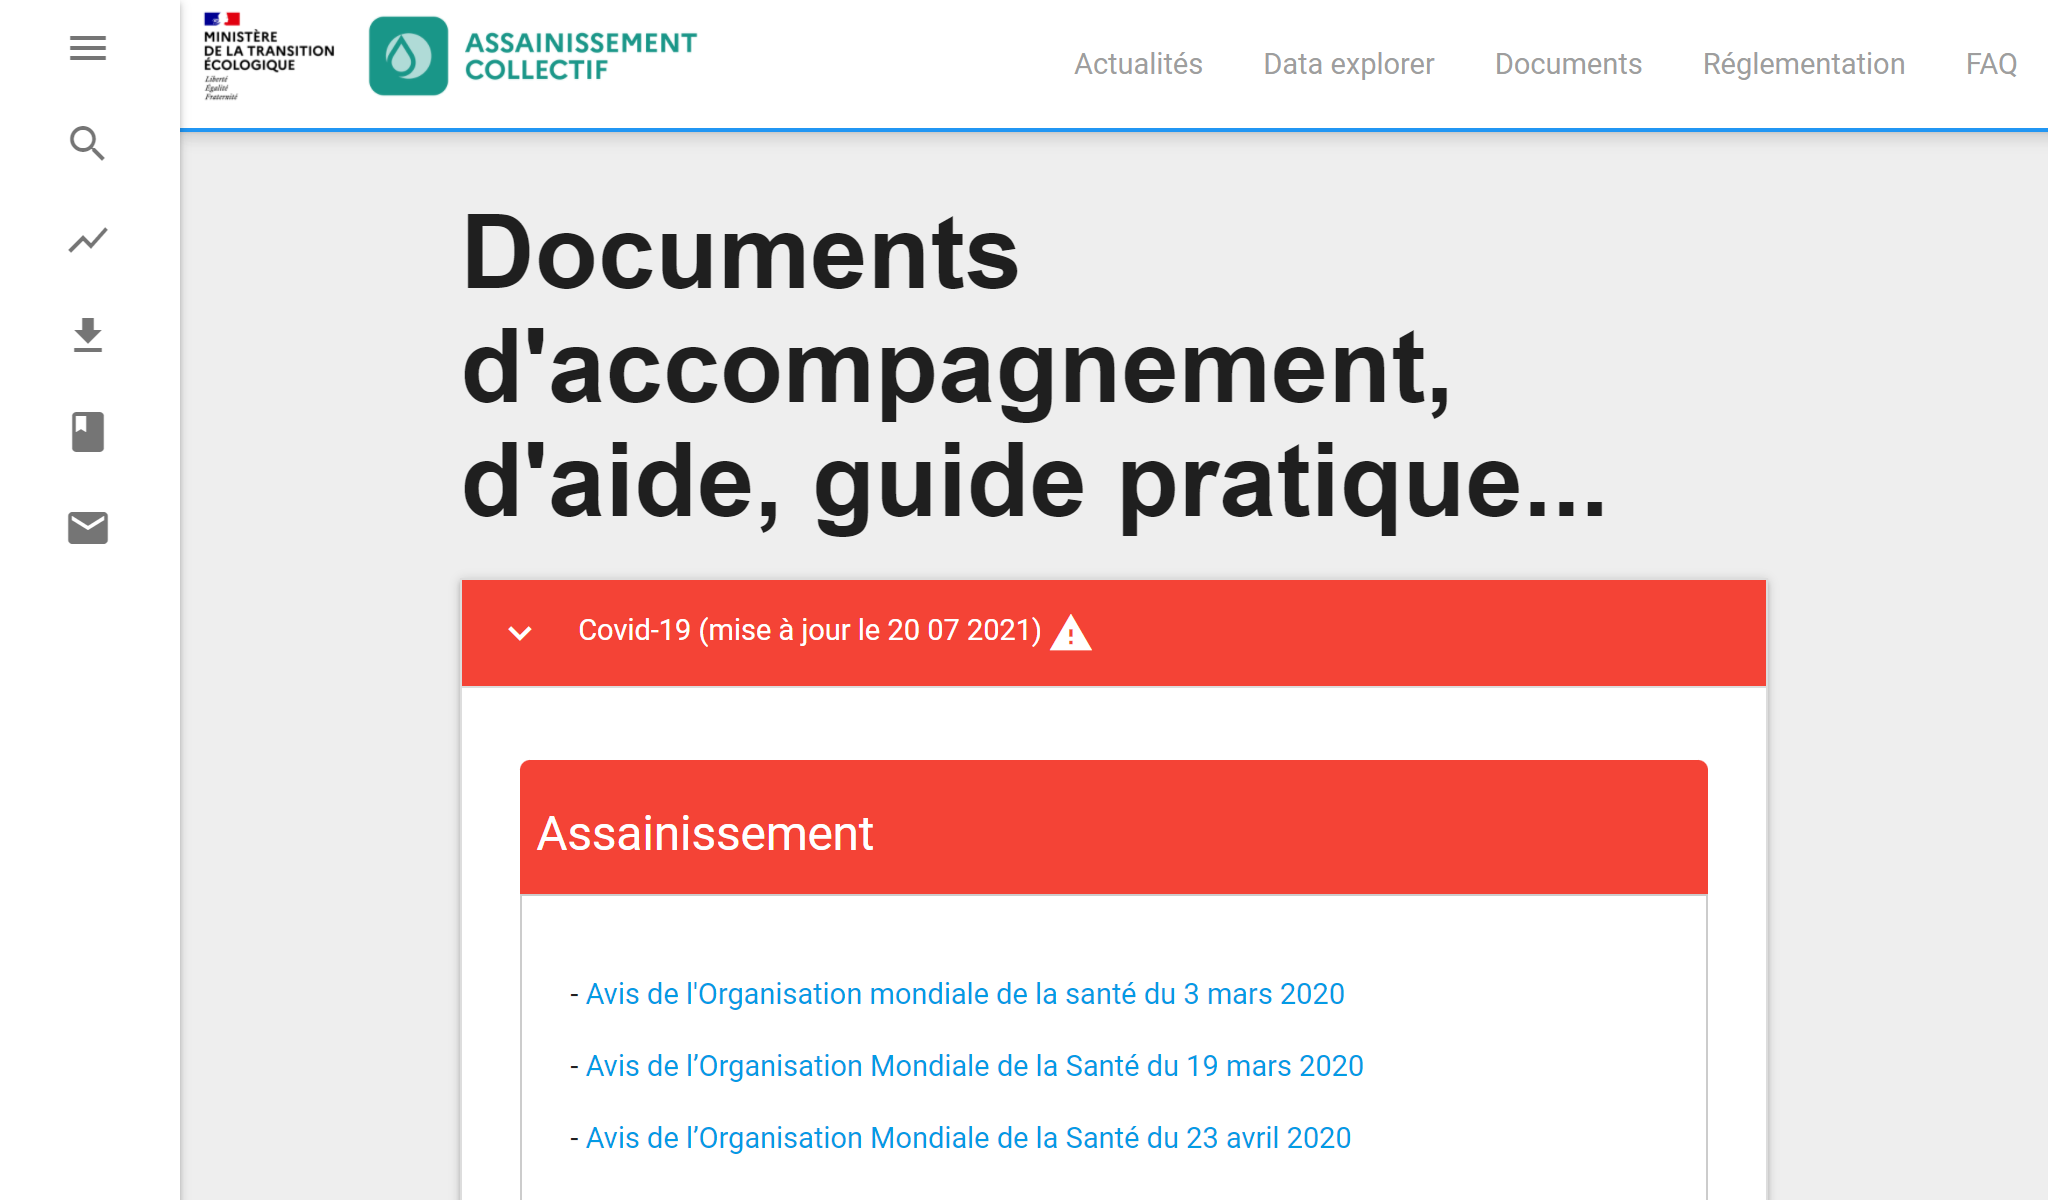 MINISTÈRE
DE LA TRANSITION
ÉCOLOGIQUE
Liberté
Égalité
Fraternité
ASSAINISSEMENT
COLLECTIF
Actualités
Data explorer
Documents
Réglementation
FAQ
Documents
d'accompagnement,
d'aide, guide pratique...
Covid-19 (mise à jour le 20 07 2021)
Assainissement
- Avis de l'Organisation mondiale de la santé du 3 mars 2020
- Avis de l’Organisation Mondiale de la Santé du 19 mars 2020
- Avis de l’Organisation Mondiale de la Santé du 23 avril 2020